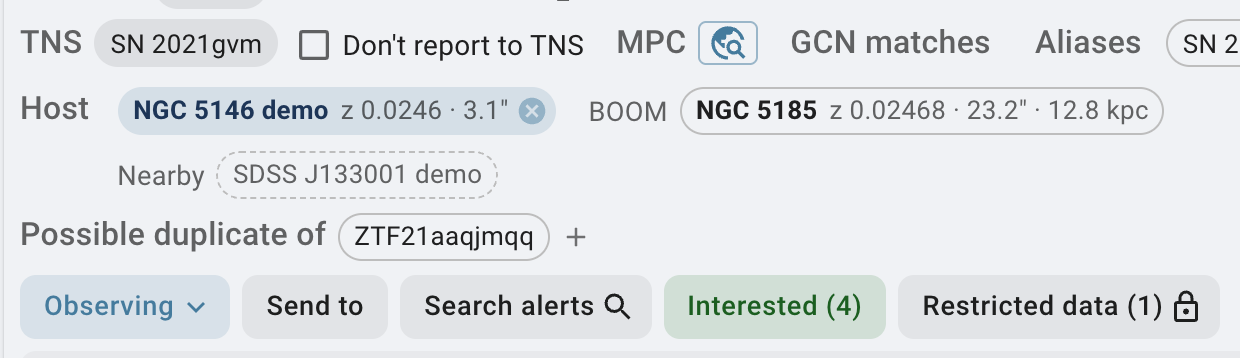 TNS SN 2021gvm Don't report to TNS MPC GCN matches Aliases SN 2
Host NGC 5146 demo z 0.0246 · 3.1" BOOM NGC 5185 z 0.02468 · 23.2" · 12.8 kpc
Nearby SDSS J133001 demo
Possible duplicate of ZTF21aaqjmqq +
Observing Send to Search alerts Interested (4) Restricted data (1)